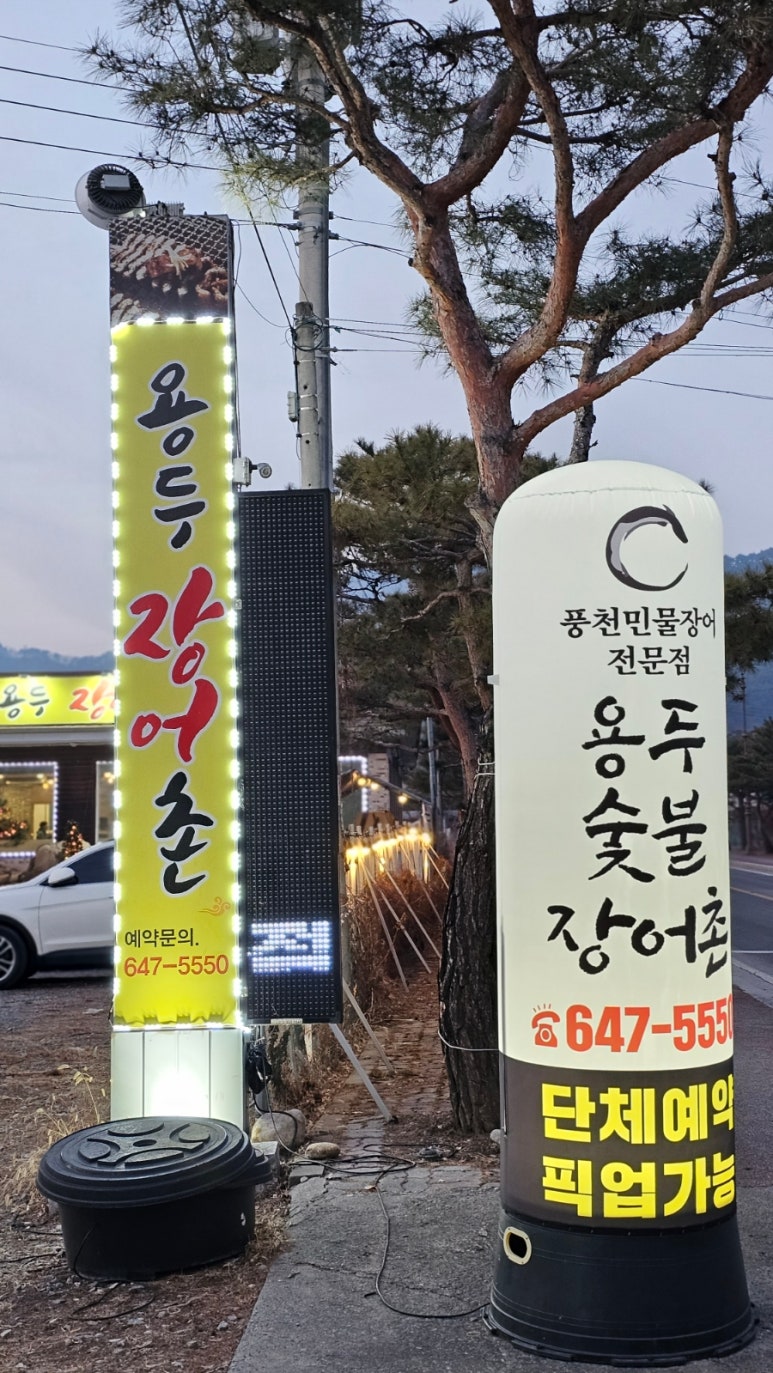 용두
장어
촌
예약문의.
647-5550
용두 장
풍천민물장어
전문점
용두
숯불
장어촌
☎647-5550
단체예약
픽업가능